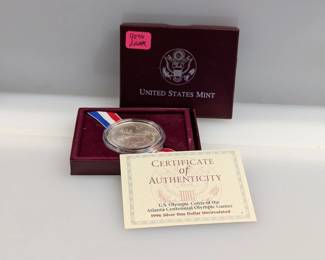 90%
UNITED STATES MINT
CERTIFICATE
of
AUTHENTICITY
U.S. Olympic Coins of the
Atlanta Centennial Olympic Games
1996 Silver One Dollar Uncirculated